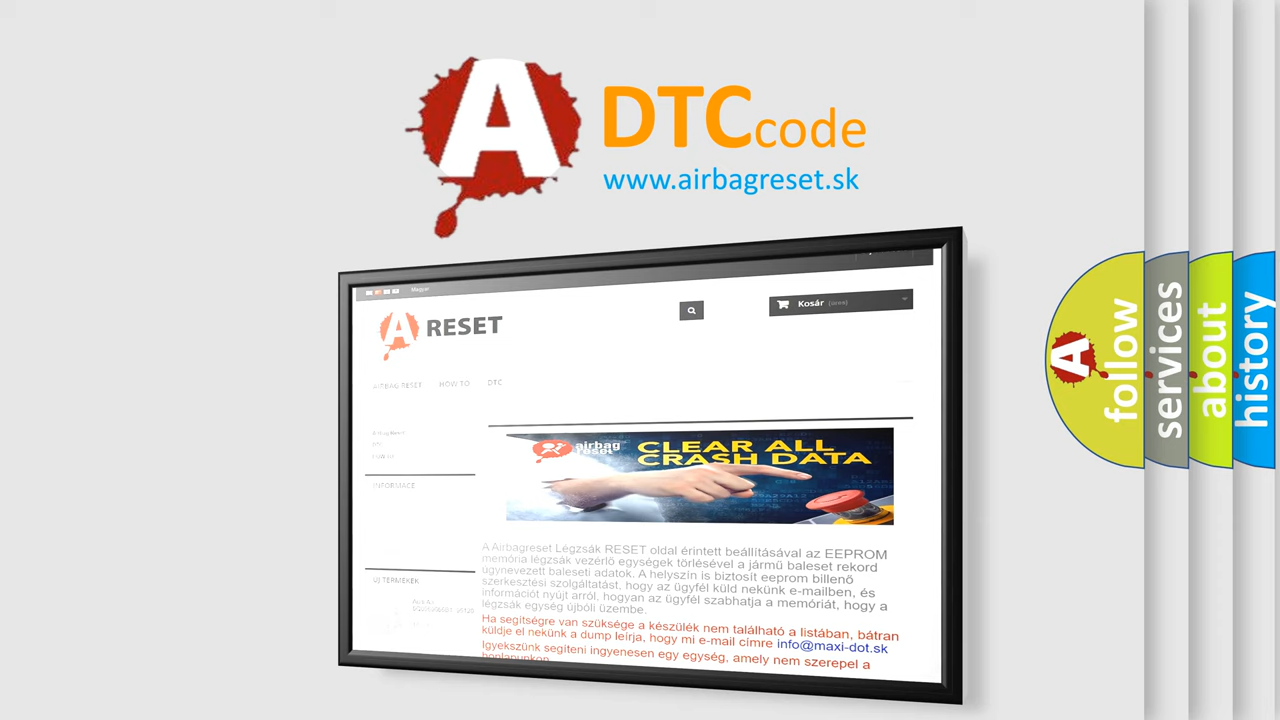 A
DTCcode
www.airbagreset.sk
Magyar
A RESET
Kosár (üres)
AIRBAG RESET HOW TO DTC
DTC
INFORMACE
ÚJ TERMÉKEK
airbag
reset
CLEAR ALL
CRASH DATA
A Airbagreset Légzsák RESET oldal érintett beállításával az EEPROM
memória légzsák vezérlő egységek törlésével a jármű baleset rekord
úgynevezett baleseti adatok. A helyszín is biztosít eeprom billenő
szerkesztési szolgáltatást, hogy az ügyfél küld nekünk e-mailben, és
információt nyújt arról, hogyan az ügyfél szabhatja a memóriát, hogy a
légzsák egység újbóli üzembe.
Ha segítségre van szüksége a készülék nem található a listában, bátran
küldje el nekünk a dump leírja, hogy mi e-mail címre info@maxi-dot.sk
Igyekszünk segíteni ingyenesen egy egység, amely nem szerepel a
honlapunkon
A
follow
services
about
history